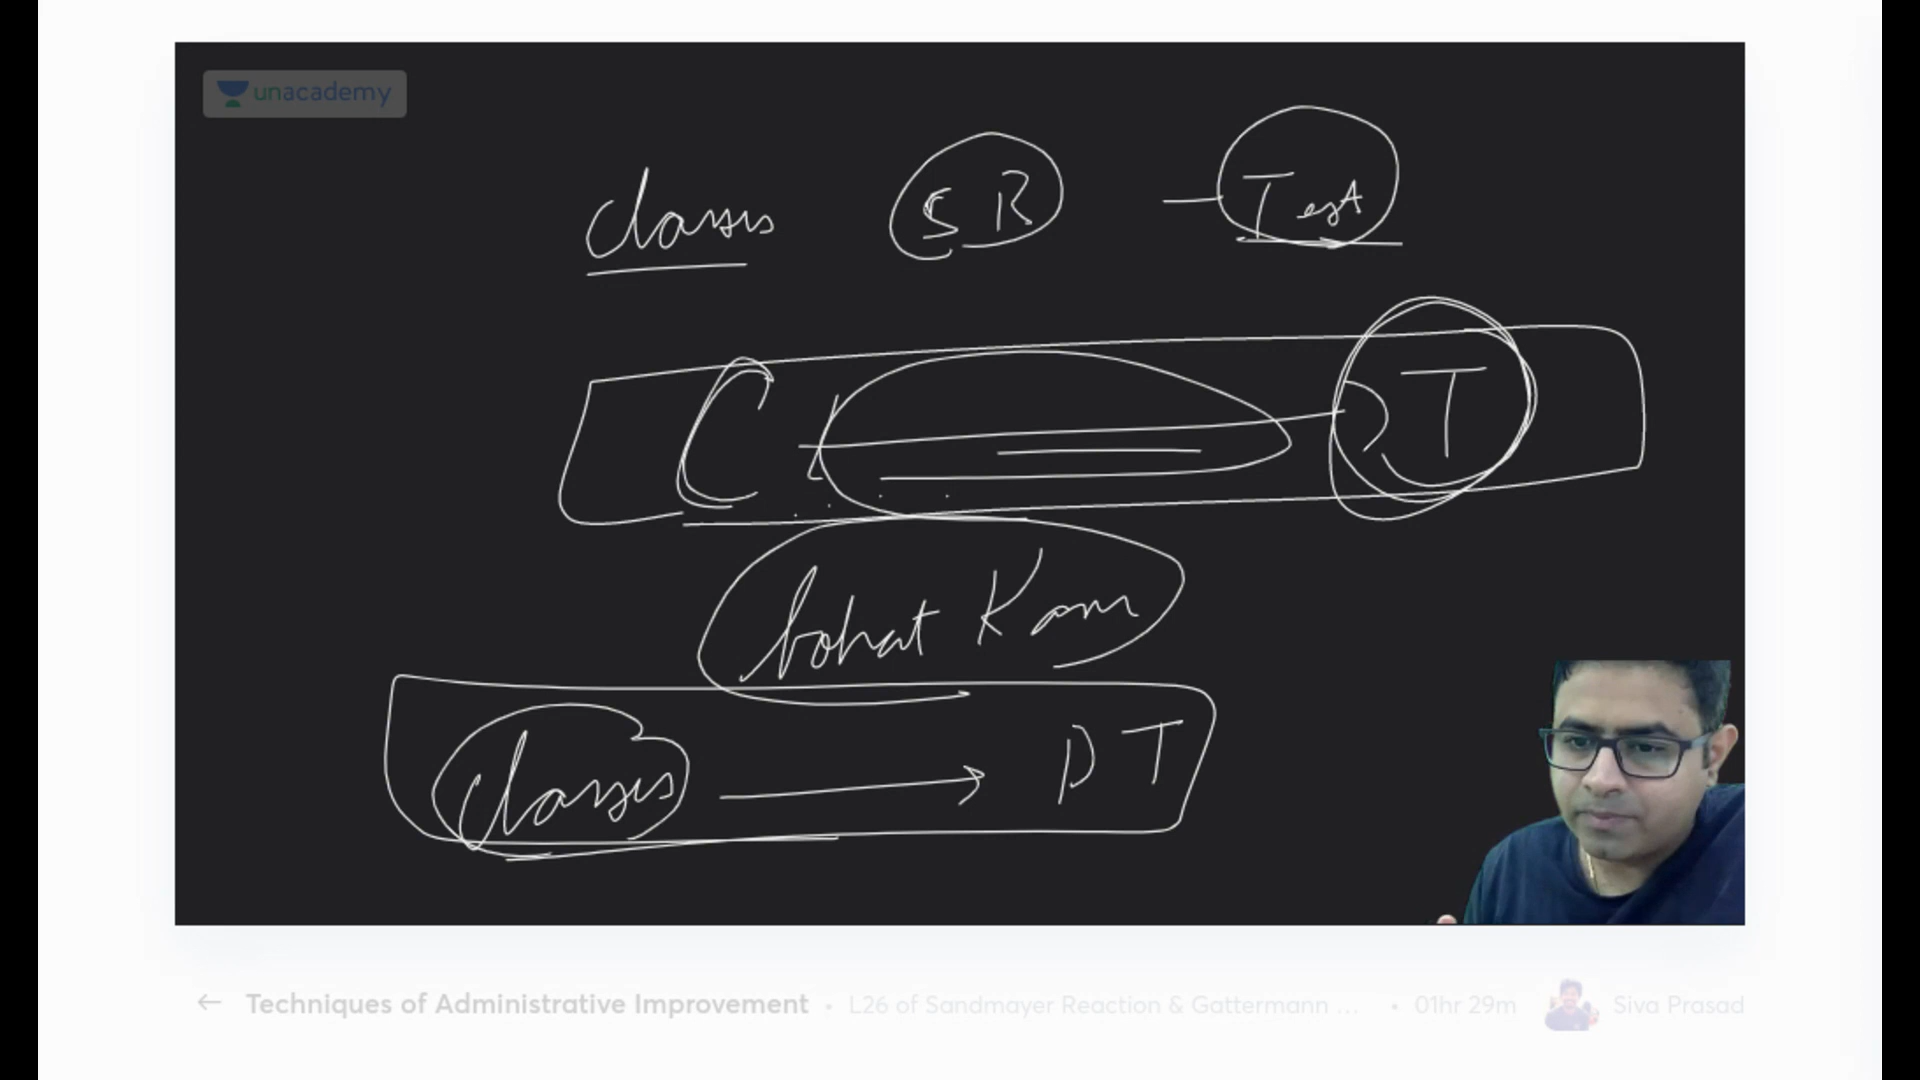 unacademy
classes SR - Test
C T
bohat Kam
classes → DT
← Techniques of Administrative Improvement • L26 of Sandmayer Reaction & Gattermann ... • 01hr 29m Siva Prasad